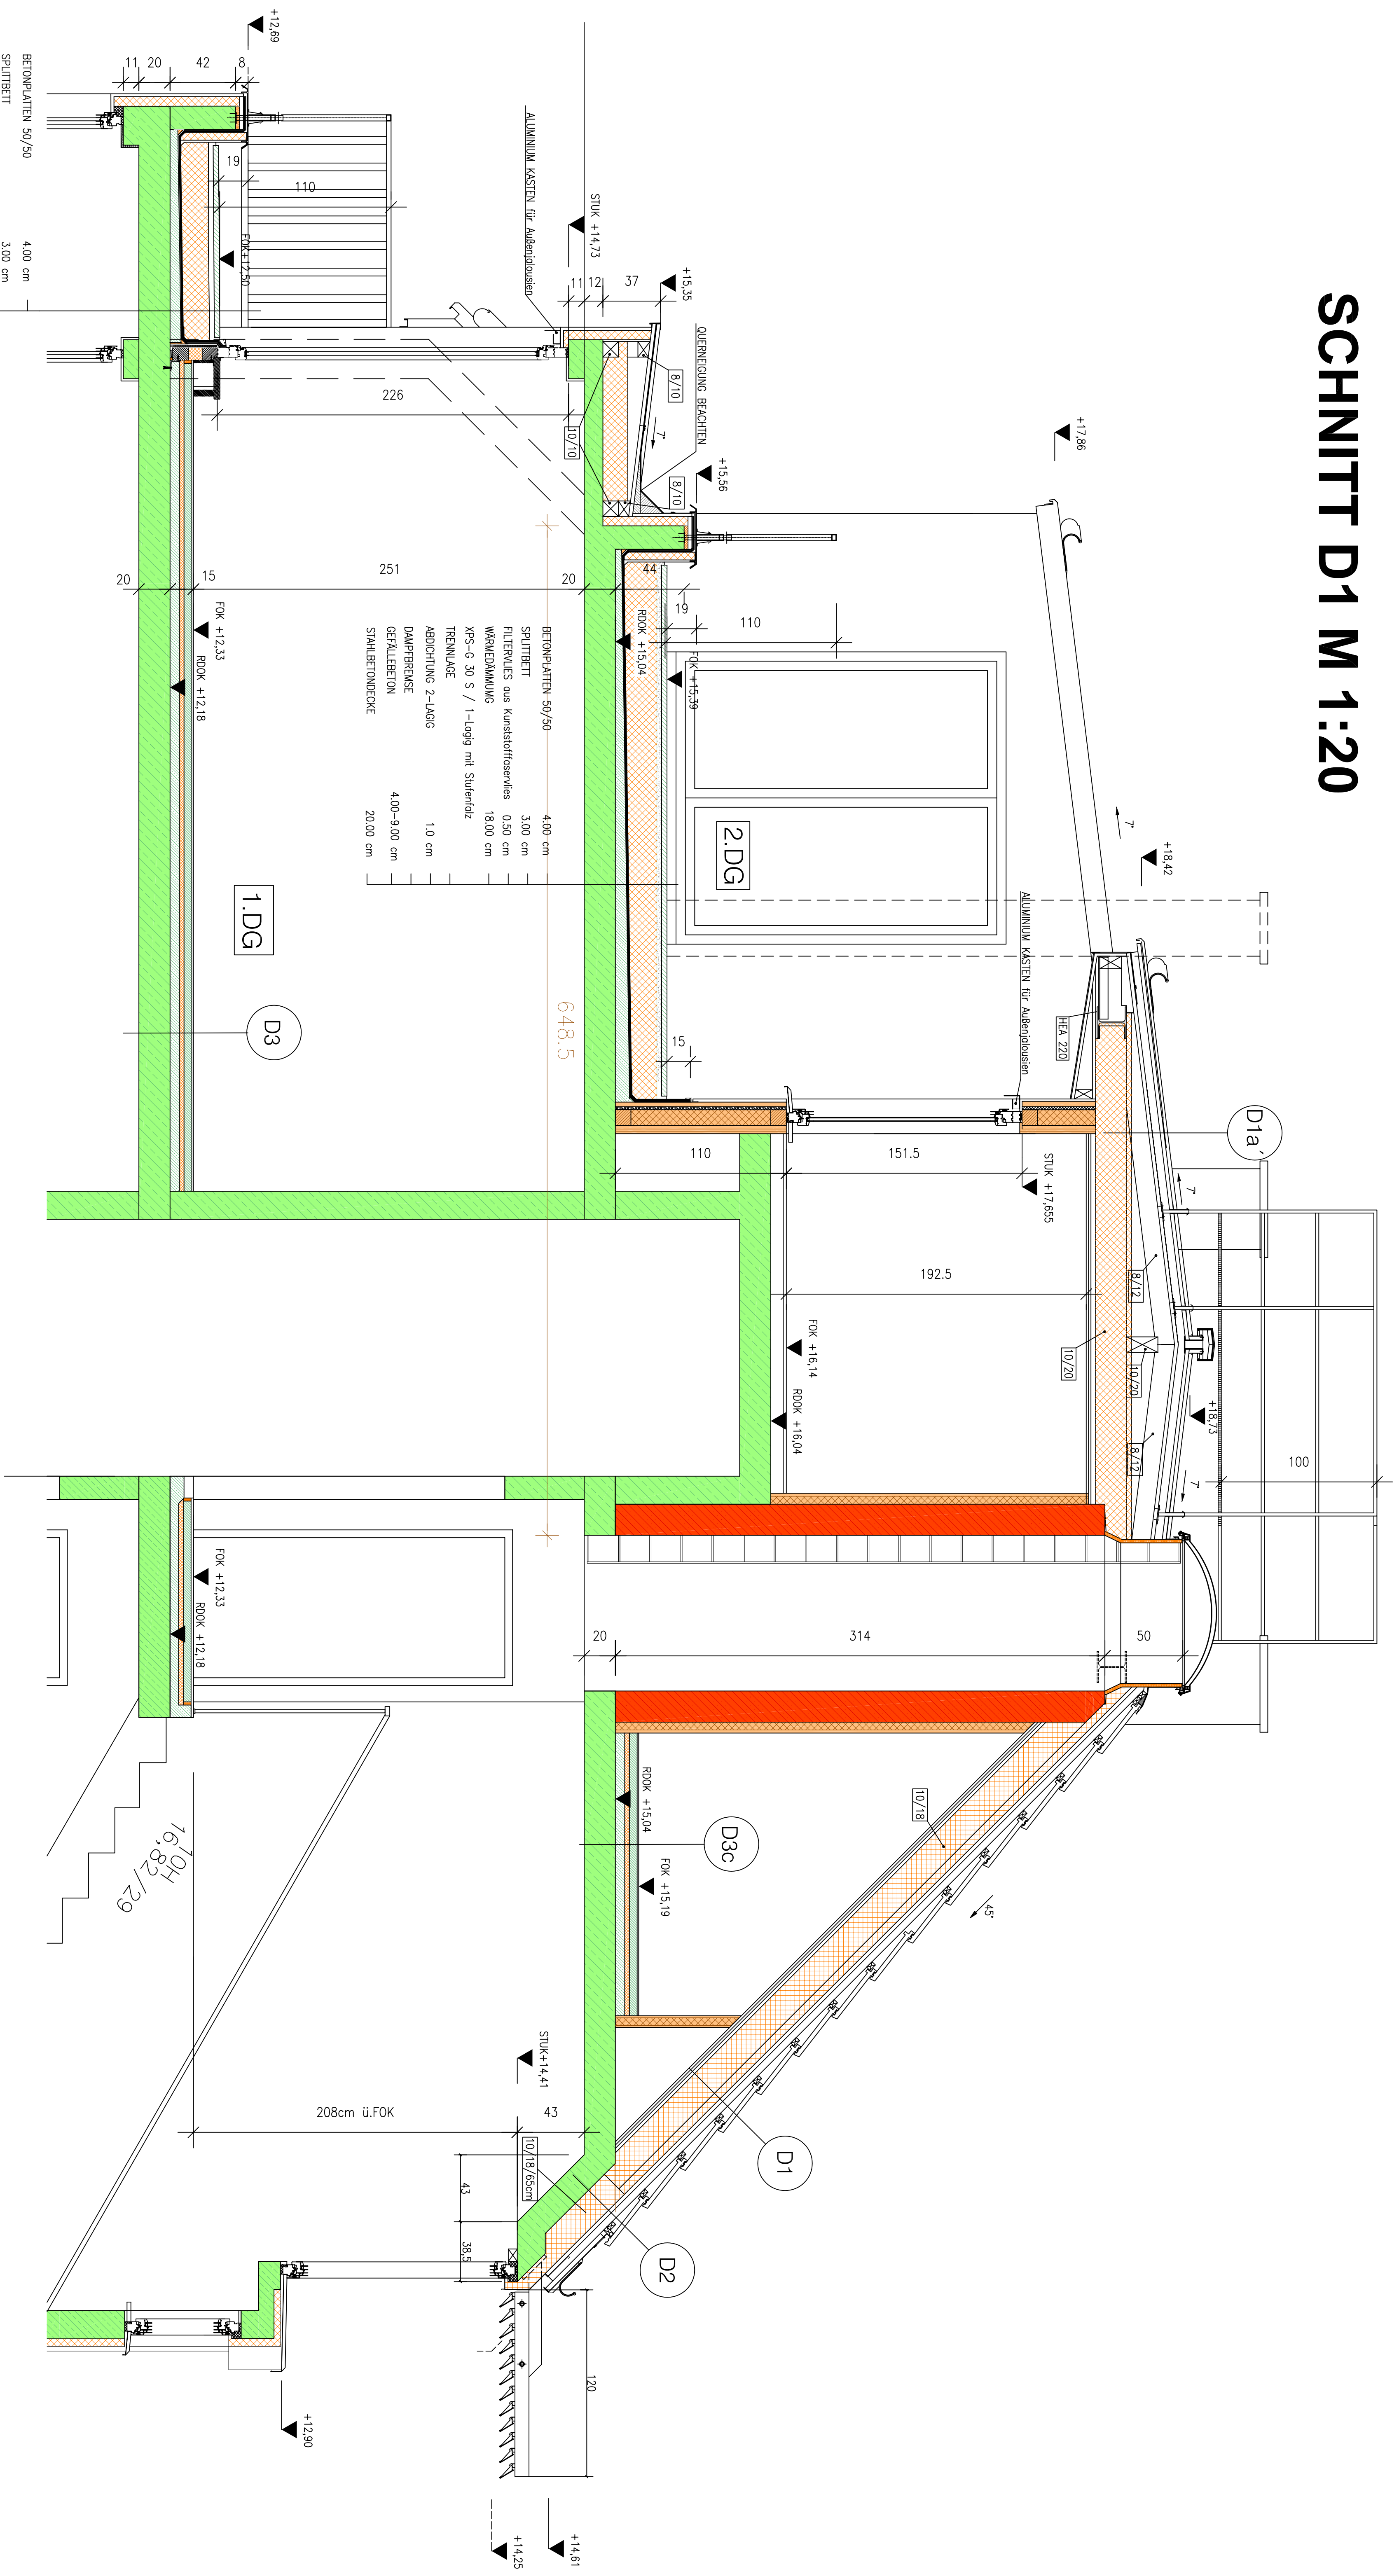 SCHNITT D1 M 1:20
+17,86
7°
+18,42
ALUMINIUM KASTEN für Außenjalousien
HEA 220
D1a´
7°
8/12
10/20
10/20
+18,73
8/12
7°
100
+12,69
11
20
42
8
19
110
FOK+12,50
BETONPLATTEN 50/50 4.00 cm
SPLITTBETT 3.00 cm
ALUMINIUM KASTEN für Außenjalousien
STUK +14,73
11
12
37
+15,35
QUERNEIGUNG BEACHTEN
8/10
7°
10/10
8/10
+15,56
226
20
15
251
20
44
19
110
FOK +12,33
RDOK +12,18
RDOK +15,04
FOK +15,39
BETONPLATTEN 50/50 4.00 cm
SPLITTBETT 3.00 cm
FILTERVLIES aus Kunststofffaservlies 0.50 cm
WÄRMEDÄMMUMG 18.00 cm
XPS-G 30 S / 1-Lagig mit Stufenfalz
TRENNLAGE
ABDICHTUNG 2-LAGIG 1.0 cm
DAMPFBREMSE
GEFÄLLEBETON 4.00-9.00 cm
STAHLBETONDECKE 20.00 cm
2.DG
1.DG
D3
648.5
15
110
151.5
STUK +17,655
192.5
FOK +16,14
RDOK +16,04
FOK +12,33
RDOK +12,18
20
314
50
RDOK +15,04
FOK +15,19
D3c
10/18
45°
16,82/29
208cm ü.FOK
STUK+14,41
43
10/18/65cm
43
38,5
D1
D2
120
+12,90
+14,61
+14,25